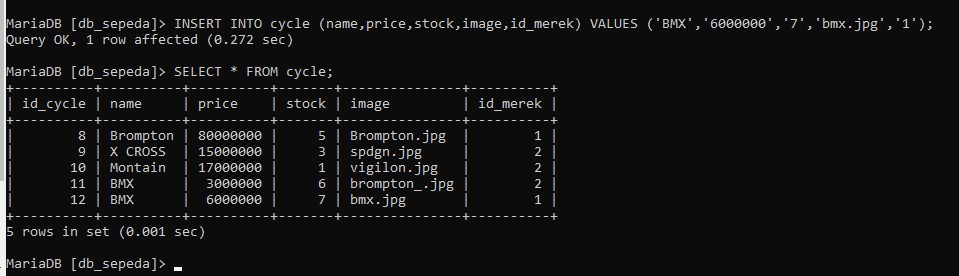 MariaDB [db_sepeda]> INSERT INTO cycle (name,price,stock,image,id_merek) VALUES ('BMX','6000000','7','bmx.jpg','1');
Query OK, 1 row affected (0.272 sec)
MariaDB [db_sepeda]> SELECT * FROM cycle;
+----------+----------+----------+-------+---------------+----------+
| id_cycle | name     | price    | stock | image         | id_merek |
+----------+----------+----------+-------+---------------+----------+
|        8 | Brompton | 80000000 |     5 | Brompton.jpg  |        1 |
|        9 | X CROSS  | 15000000 |     3 | spdgn.jpg     |        2 |
|       10 | Montain  | 17000000 |     1 | vigilon.jpg   |        2 |
|       11 | BMX      |  3000000 |     6 | brompton_.jpg |        2 |
|       12 | BMX      |  6000000 |     7 | bmx.jpg       |        1 |
+----------+----------+----------+-------+---------------+----------+
5 rows in set (0.001 sec)
MariaDB [db_sepeda]>